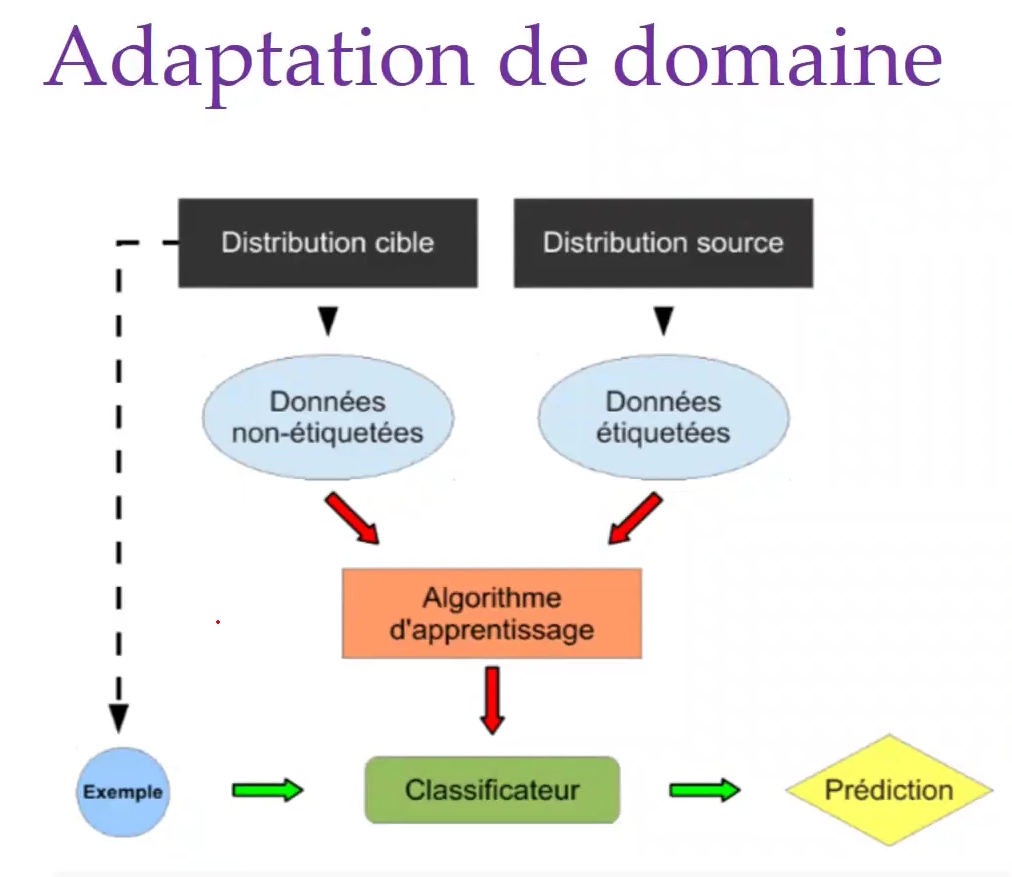 Adaptation de domaine
Distribution cible
Distribution source
Données
non-étiquetées
Données
étiquetées
Algorithme
d'apprentissage
Exemple
Classificateur
Prédiction